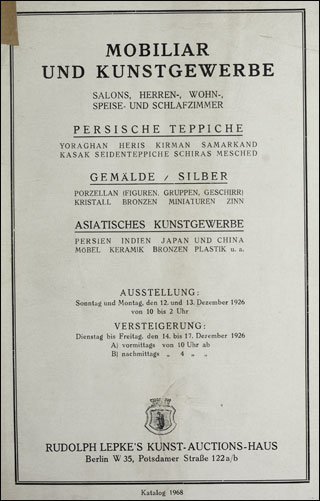 MOBILIAR
UND KUNSTGEWERBE
SALONS, HERREN-, WOHN-,
SPEISE- UND SCHLAFZIMMER
PERSISCHE TEPPICHE
YORAGHAN HERIS KIRMAN SAMARKAND
KASAK SEIDENTEPPICHE SCHIRAS MESCHED
GEMÄLDE / SILBER
PORZELLAN (FIGUREN, GRUPPEN, GESCHIRR)
KRISTALL BRONZEN MINIATUREN ZINN
ASIATISCHES KUNSTGEWERBE
PERSIEN INDIEN JAPAN UND CHINA
MÖBEL KERAMIK BRONZEN PLASTIK u. a.
AUSSTELLUNG:
Sonntag und Montag, den 12. und 13. Dezember 1926
von 10 bis 2 Uhr
VERSTEIGERUNG:
Dienstag bis Freitag, den 14. bis 17. Dezember 1926
A) vormittags von 10 Uhr ab
B) nachmittags „ 4 „ „
RUDOLPH LEPKE'S KUNST-AUCTIONS-HAUS
Berlin W 35, Potsdamer Straße 122 a/b
Katalog 1968